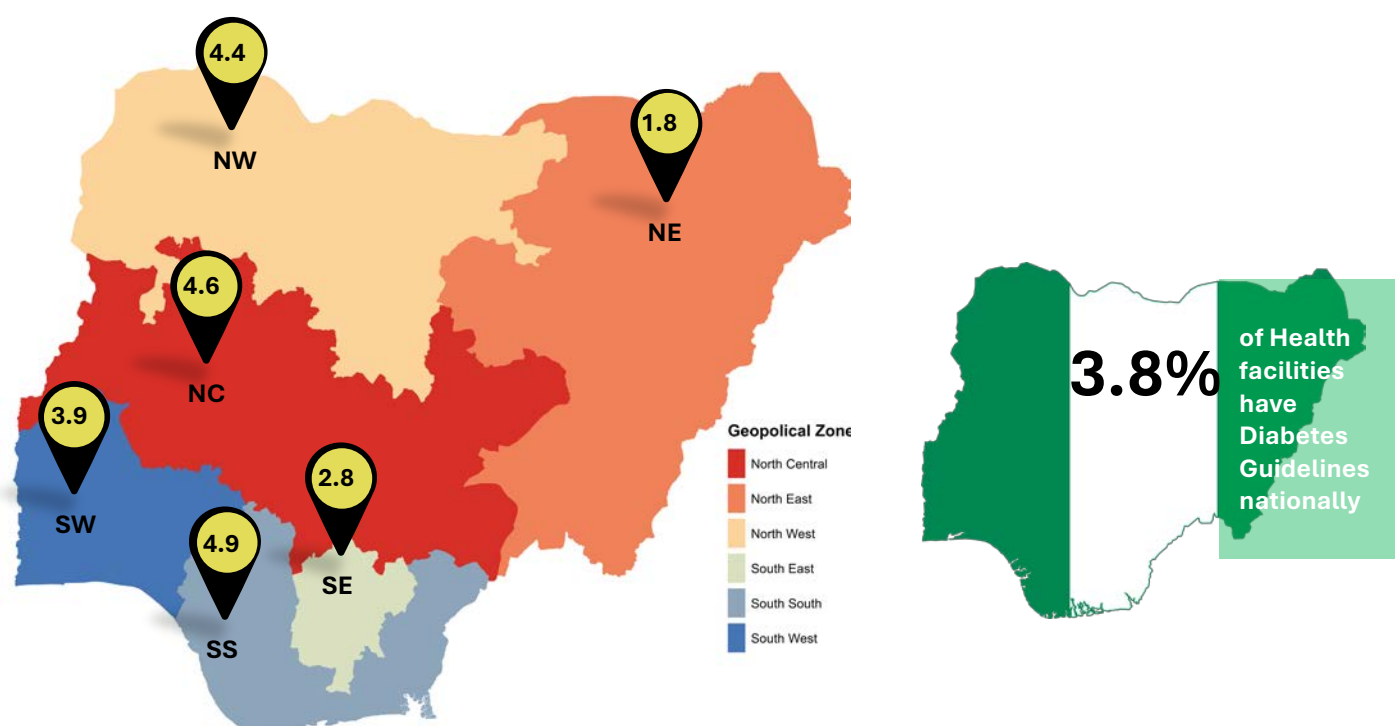 4.4
NW
1.8
NE
4.6
NC
3.9
SW
2.8
SE
4.9
SS
Geopolical Zone
North Central
North East
North West
South East
South South
South West
3.8%
of Health
facilities
have
Diabetes
Guidelines
nationally